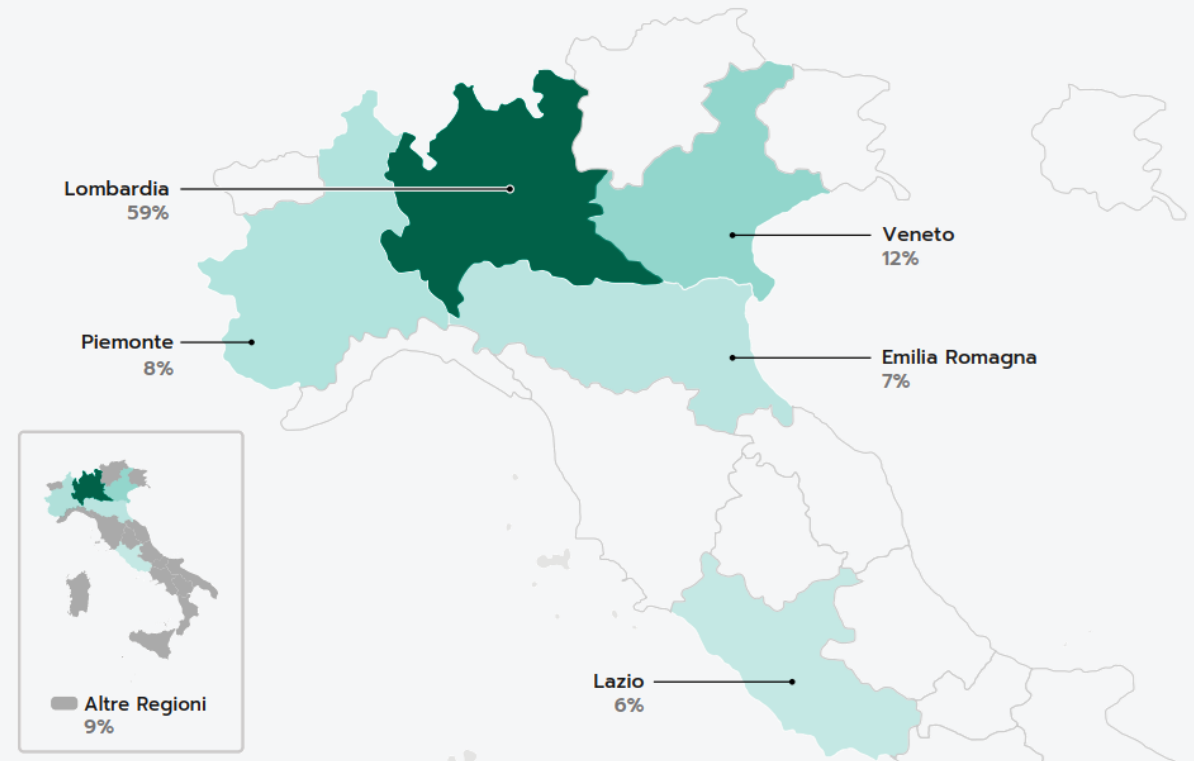 Lombardia
59%
Veneto
12%
Piemonte
8%
Emilia Romagna
7%
Lazio
6%
Altre Regioni
9%